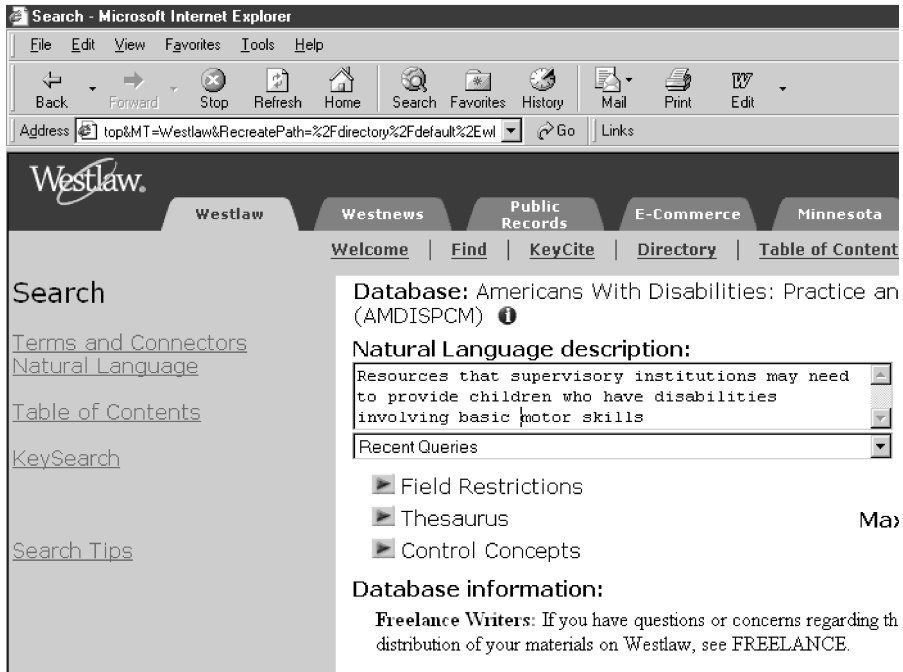 Search - Microsoft Internet Explorer
File Edit View Favorites Tools Help
Back Forward Stop Refresh Home Search Favorites History Mail Print Edit
Address top&MT=Westlaw&RecreatePath=%2Fdirectory%2Fdefault%2Ewl Go Links
Westlaw.
Westlaw Westnews Public Records E-Commerce Minnesota
Welcome | Find | KeyCite | Directory | Table of Content
Search
Terms and Connectors
Natural Language
Table of Contents
KeySearch
Search Tips
Database: Americans With Disabilities: Practice an
(AMDISPCM)
Natural Language description:
Resources that supervisory institutions may need
to provide children who have disabilities
involving basic motor skills
Recent Queries
Field Restrictions
Thesaurus Max
Control Concepts
Database information:
Freelance Writers: If you have questions or concerns regarding th
distribution of your materials on Westlaw, see FREELANCE.